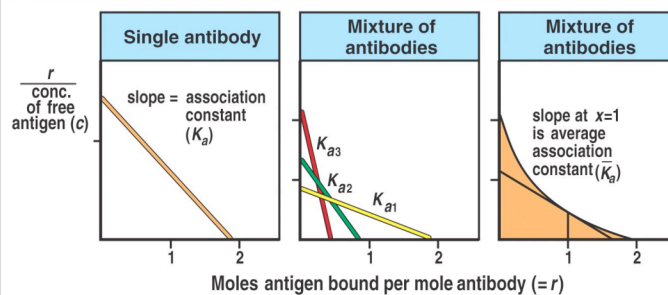 Single antibody
Mixture of
antibodies
Mixture of
antibodies
r
conc.
of free
antigen (c)
slope = association
constant
(Ka)
Ka3
Ka2
Ka1
slope at x=1
is average
association
constant (K̅a)
1
2
1
2
1
2
Moles antigen bound per mole antibody (= r)